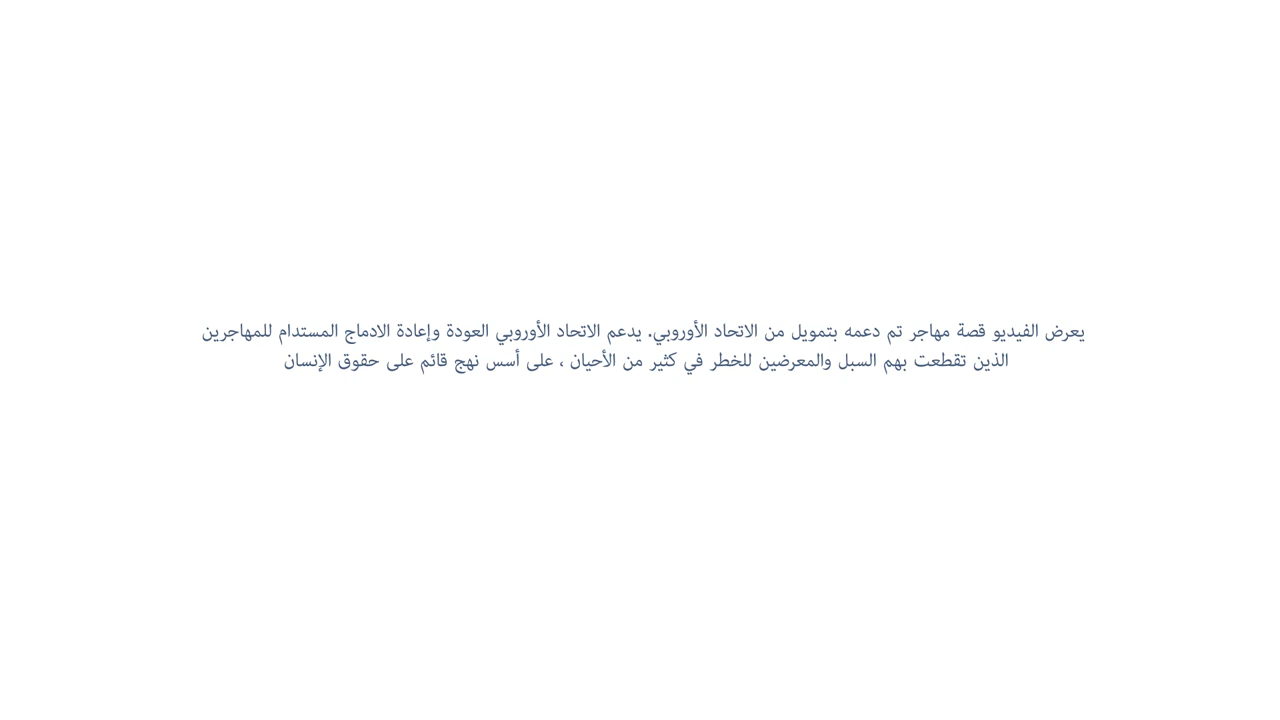 يعرض الفيديو قصة مهاجر تم دعمه بتمويل من الاتحاد الأوروبي. يدعم الاتحاد الأوروبي العودة وإعادة الادماج المستدام للمهاجرين
الذين تقطعت بهم السبل والمعرضين للخطر في كثير من الأحيان ، على أسس نهج قائم على حقوق الإنسان